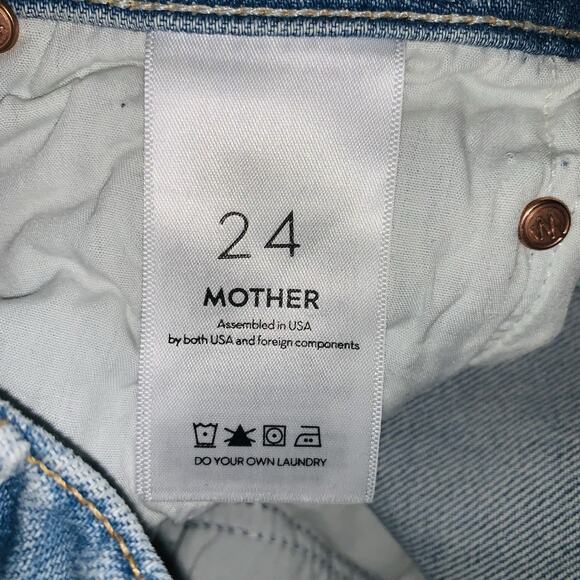 24
MOTHER
Assembled in USA
by both USA and foreign components
DO YOUR OWN LAUNDRY